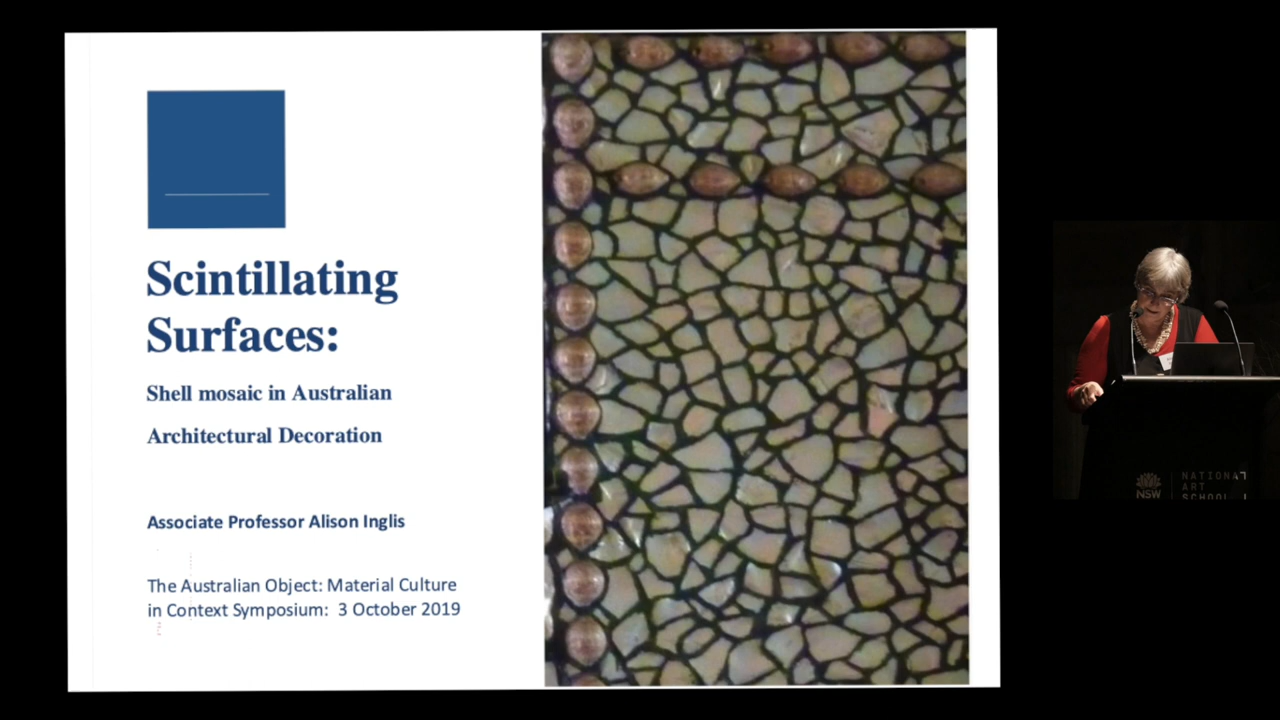 Scintillating
Surfaces:
Shell mosaic in Australian
Architectural Decoration
Associate Professor Alison Inglis
The Australian Object: Material Culture
in Context Symposium: 3 October 2019
NSW
NATIONAL
ART
SCHOOL